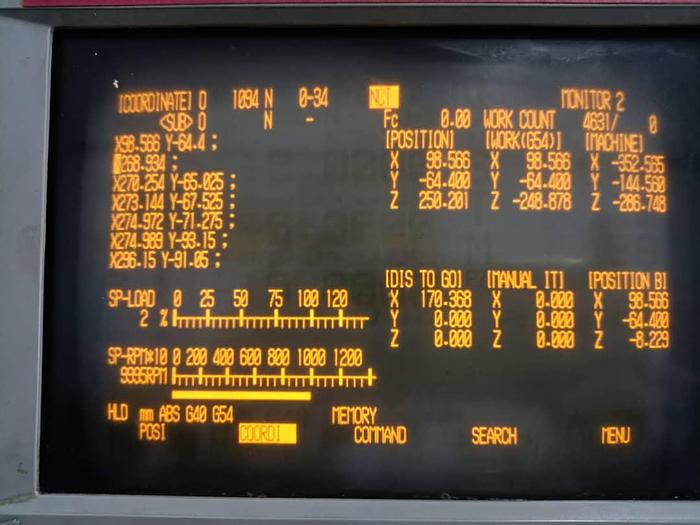 [COORDINATE] O 1094 N 0-34 NC1 MONITOR 2
<SUB> O N - Fc 0.00 WORK COUNT 4631/ 0
X98.566 Y-64.4 ; [POSITION] [WORK(G54)] [MACHINE]
X268.934 ; X 98.566 X 98.566 X -352.565
X270.254 Y-65.025 ; Y -64.400 Y -64.400 Y -144.560
X273.144 Y-67.525 ; Z 250.201 Z -248.878 Z -286.748
X274.972 Y-71.275 ;
X274.989 Y-93.15 ;
X296.15 Y-91.05 ;
[DIS TO GO] [MANUAL IT] [POSITION B]
SP-LOAD 0 25 50 75 100 120 X 170.368 X 0.000 X 98.566
2 % Y 0.000 Y 0.000 Y -64.400
Z 0.000 Z 0.000 Z -8.229
SP-RPM*10 0 200 400 600 800 1000 1200
9995RPM
HLD mm ABS G40 G54 MEMORY
POSI COORDI COMMAND SEARCH MENU